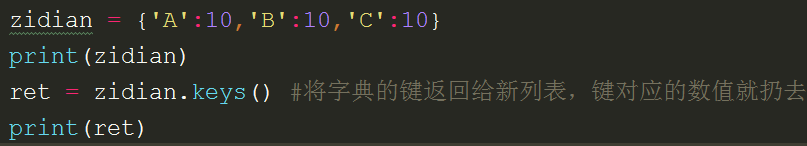 zidian = {'A':10,'B':10,'C':10}
print(zidian)
ret = zidian.keys() #将字典的键返回给新列表，键对应的数值就扔去
print(ret)